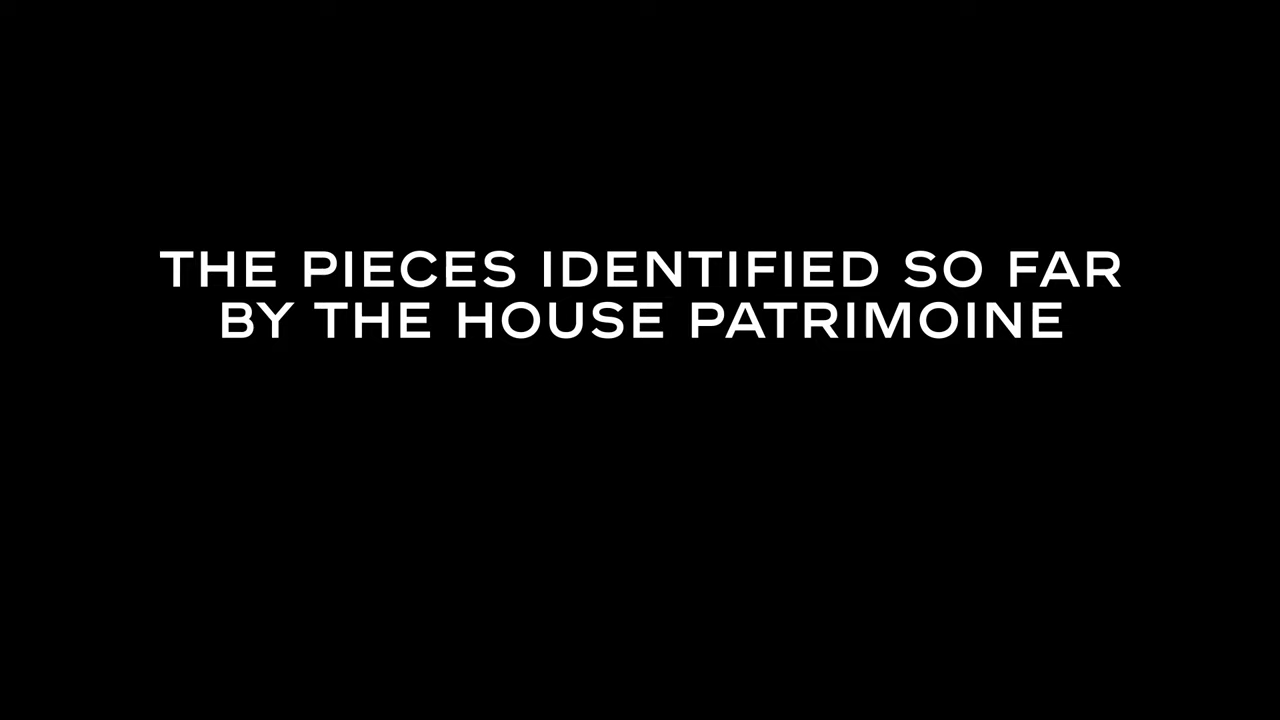 THE PIECES IDENTIFIED SO FAR
BY THE HOUSE PATRIMOINE